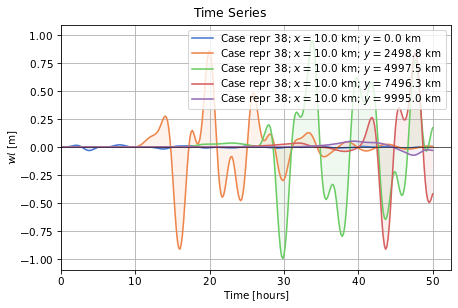 Time Series
Case repr 38; x = 10.0 km; y = 0.0 km
Case repr 38; x = 10.0 km; y = 2498.8 km
Case repr 38; x = 10.0 km; y = 4997.5 km
Case repr 38; x = 10.0 km; y = 7496.3 km
Case repr 38; x = 10.0 km; y = 9995.0 km
wl [m]
1.00
0.75
0.50
0.25
0.00
−0.25
−0.50
−0.75
−1.00
0 10 20 30 40 50
Time [hours]